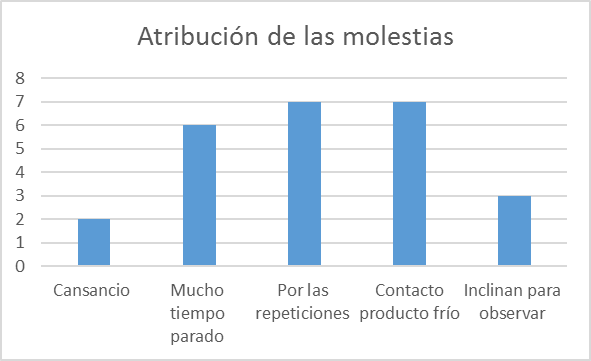 Atribución de las molestias
8
7
6
5
4
3
2
1
0
Cansancio
Mucho
tiempo
parado
Por las
repeticiones
Contacto
producto frío
Inclinan para
observar